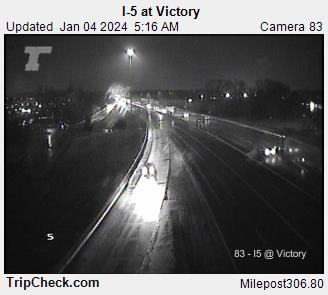 I-5 at Victory
Updated Jan 04 2024 5:16 AM Camera 83
T
S
83 - I5 @ Victory
TripCheck.com Milepost306.80